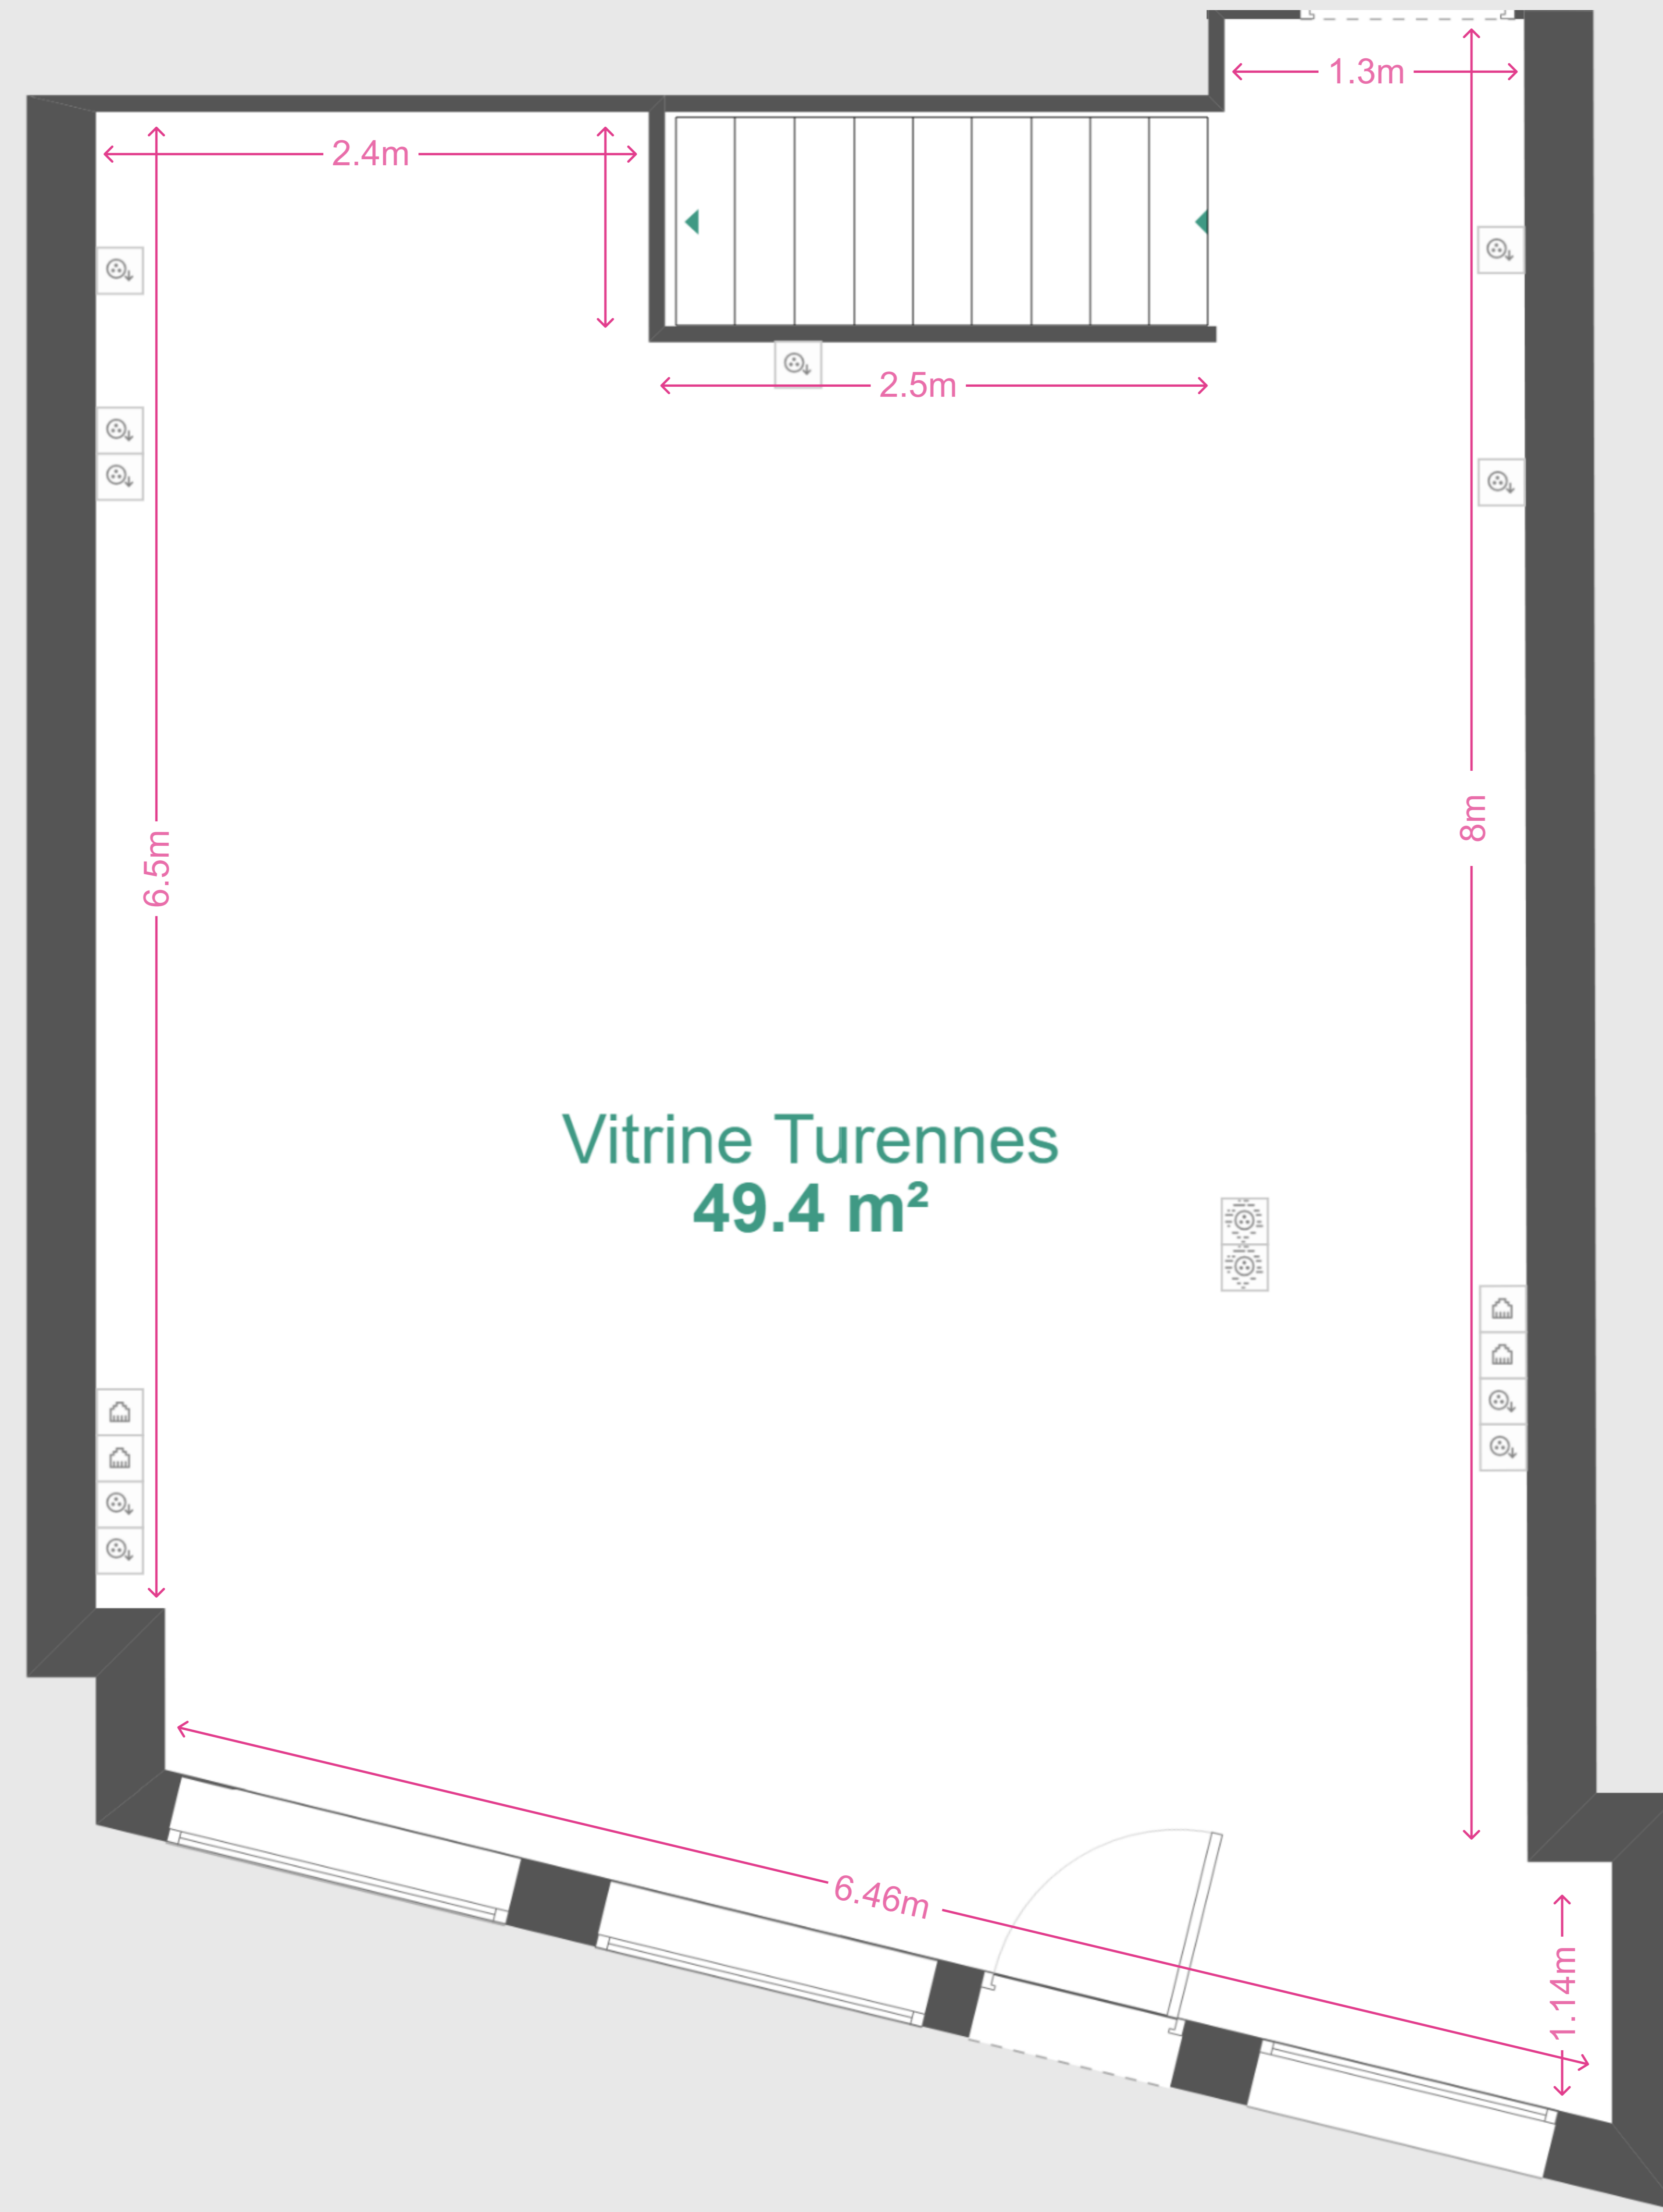 1.3m
2.4m
2.5m
8m
6.5m
Vitrine Turennes
49.4 m²
6.46m
1.14m